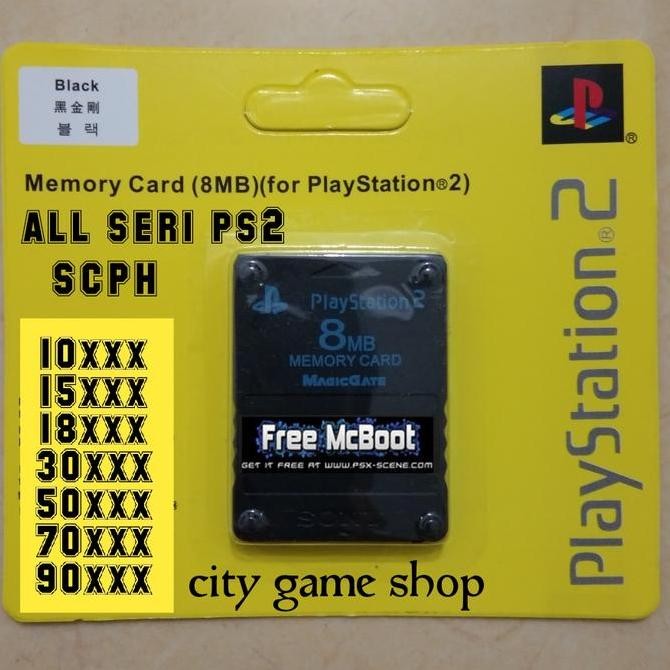 Black
黑金剛
블 랙
Memory Card (8MB)(for PlayStation®2)
ALL SERI PS2
SCPH
10XXX
15XXX
18XXX
30XXX
50XXX
70XXX
90XXX
PlayStation 2
8MB
MEMORY CARD
MAGICGATE
Free McBoot
GET IT FREE AT WWW.PSX-SCENE.COM
SONY
city game shop
®
PlayStation®2